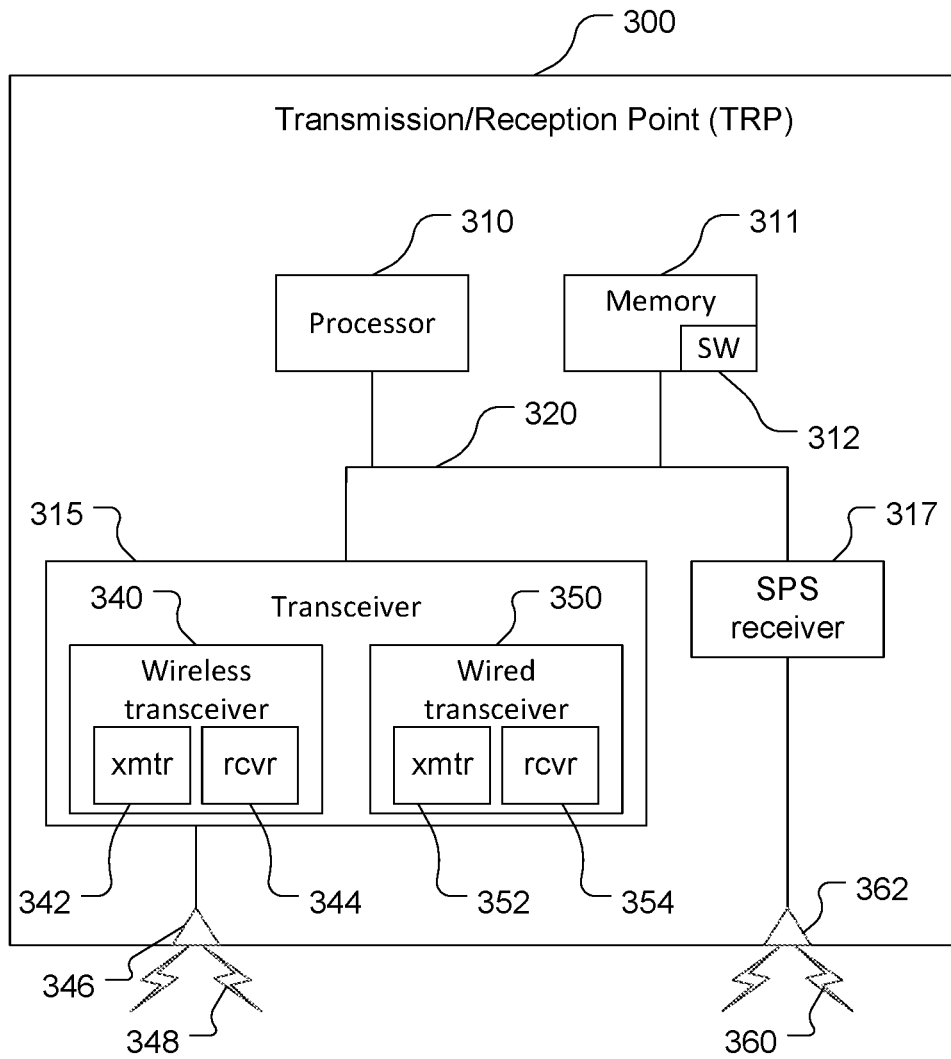 300
Transmission/Reception Point (TRP)
310
311
Processor
Memory
SW
320
312
315
317
340
Transceiver
350
SPS
receiver
Wireless
transceiver
Wired
transceiver
xmtr
rcvr
xmtr
rcvr
342
344
352
354
362
346
348
360